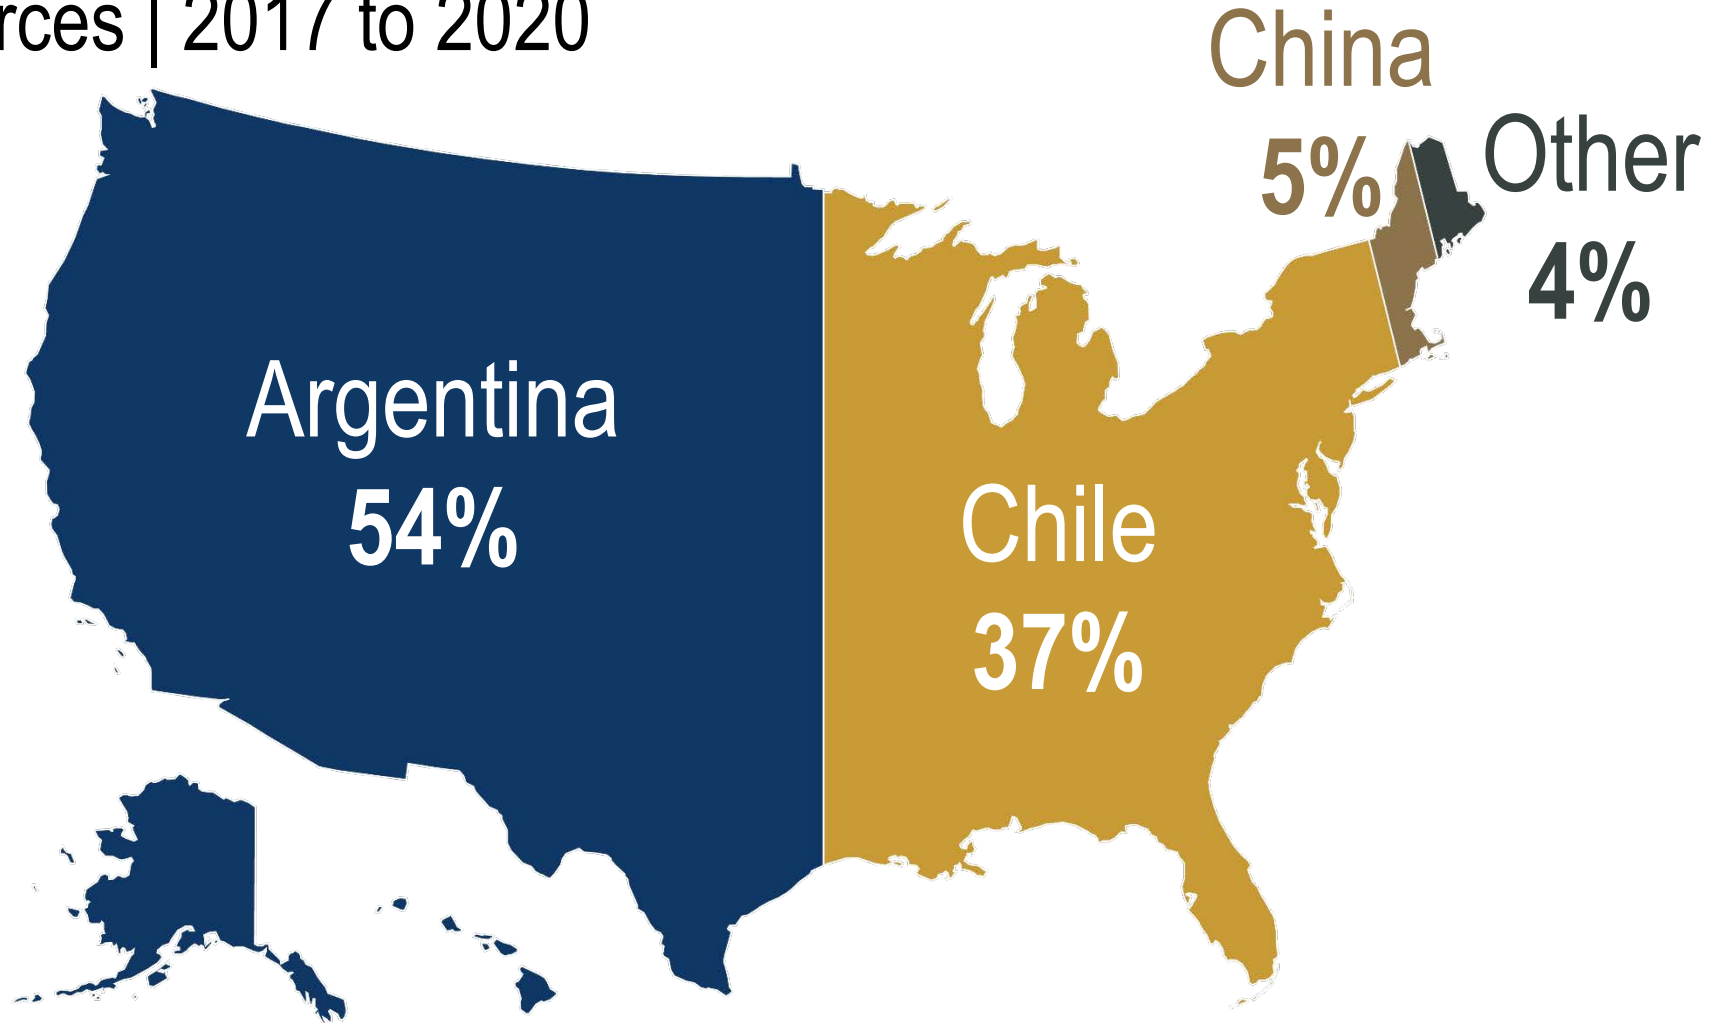 rces | 2017 to 2020
China
5%
Other
4%
Argentina
54%
Chile
37%